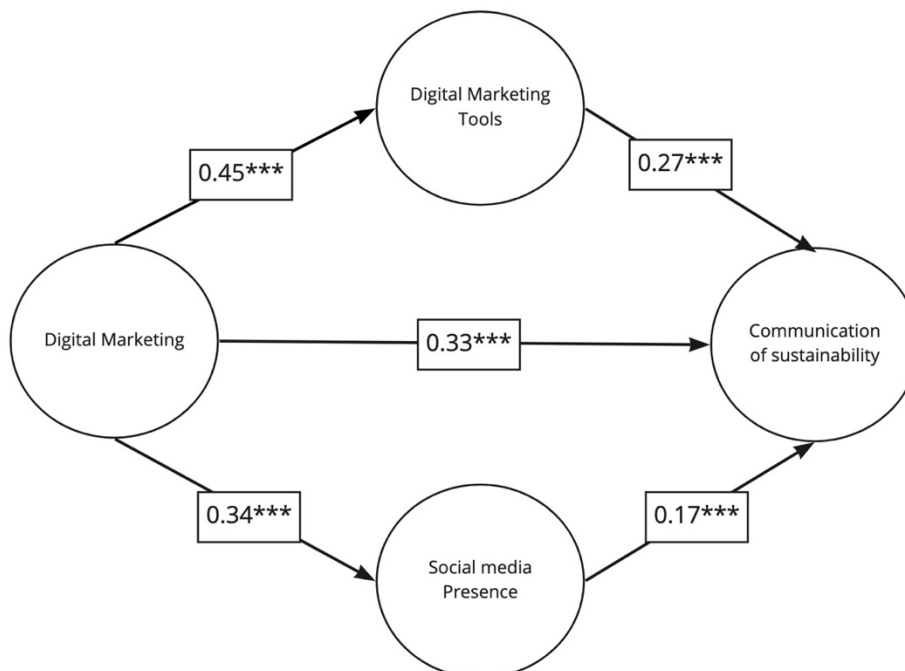 Digital Marketing
Tools
0.45***
0.27***
Digital Marketing
0.33***
Communication
of sustainability
0.34***
0.17***
Social media
Presence